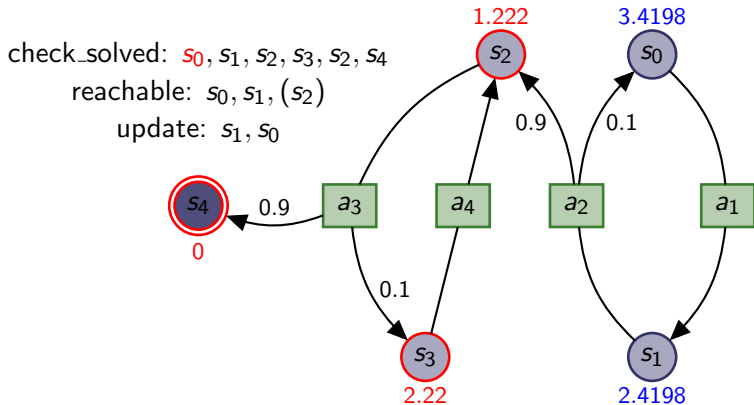 1.222
3.4198
check_solved: s₀, s₁, s₂, s₃, s₂, s₄
s₂
s₀
reachable: s₀, s₁, (s₂)
update: s₁, s₀
0.9
0.1
s₄
0.9
a₃
a₄
a₂
a₁
0
0.1
s₃
s₁
2.22
2.4198